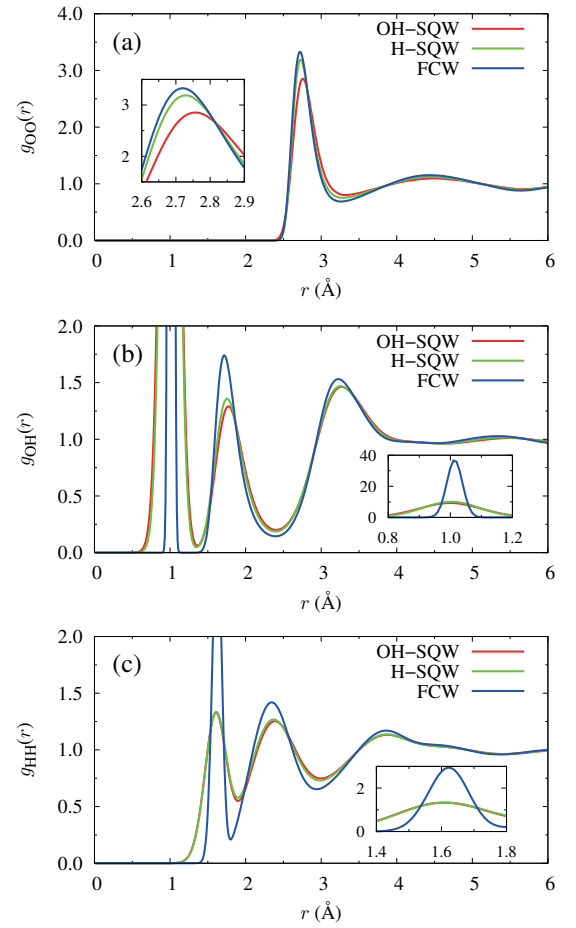 (a)
OH−SQW
H−SQW
FCW
4.0
3.0
2.0
1.0
0.0
g_OO(r)
3
2
2.6 2.7 2.8 2.9
0 1 2 3 4 5 6
r (Å)
(b)
OH−SQW
H−SQW
FCW
2.0
1.5
1.0
0.5
0.0
g_OH(r)
40
20
0
0.8 1.0 1.2
0 1 2 3 4 5 6
r (Å)
(c)
OH−SQW
H−SQW
FCW
2.0
1.5
1.0
0.5
0.0
g_HH(r)
2
0
1.4 1.6 1.8
0 1 2 3 4 5 6
r (Å)